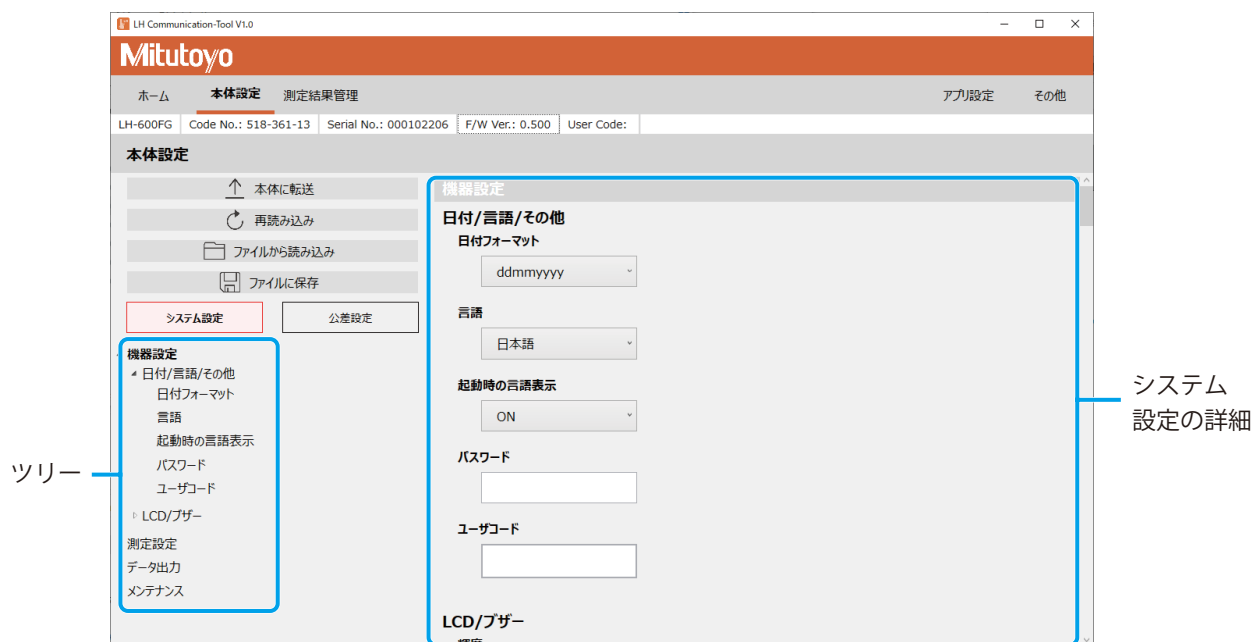 LH Communication-Tool V1.0
Mitutoyo
ホーム 本体設定 測定結果管理 アプリ設定 その他
LH-600FG Code No.: 518-361-13 Serial No.: 000102206 F/W Ver.: 0.500 User Code:
本体設定
本体に転送
再読み込み
ファイルから読み込み
ファイルに保存
システム設定 公差設定
機器設定
日付/言語/その他
日付フォーマット
言語
起動時の言語表示
パスワード
ユーザコード
LCD/ブザー
測定設定
データ出力
メンテナンス
ツリー
機器設定
日付/言語/その他
日付フォーマット
ddmmyyyy
言語
日本語
起動時の言語表示
ON
パスワード
ユーザコード
LCD/ブザー
輝度
システム
設定の詳細